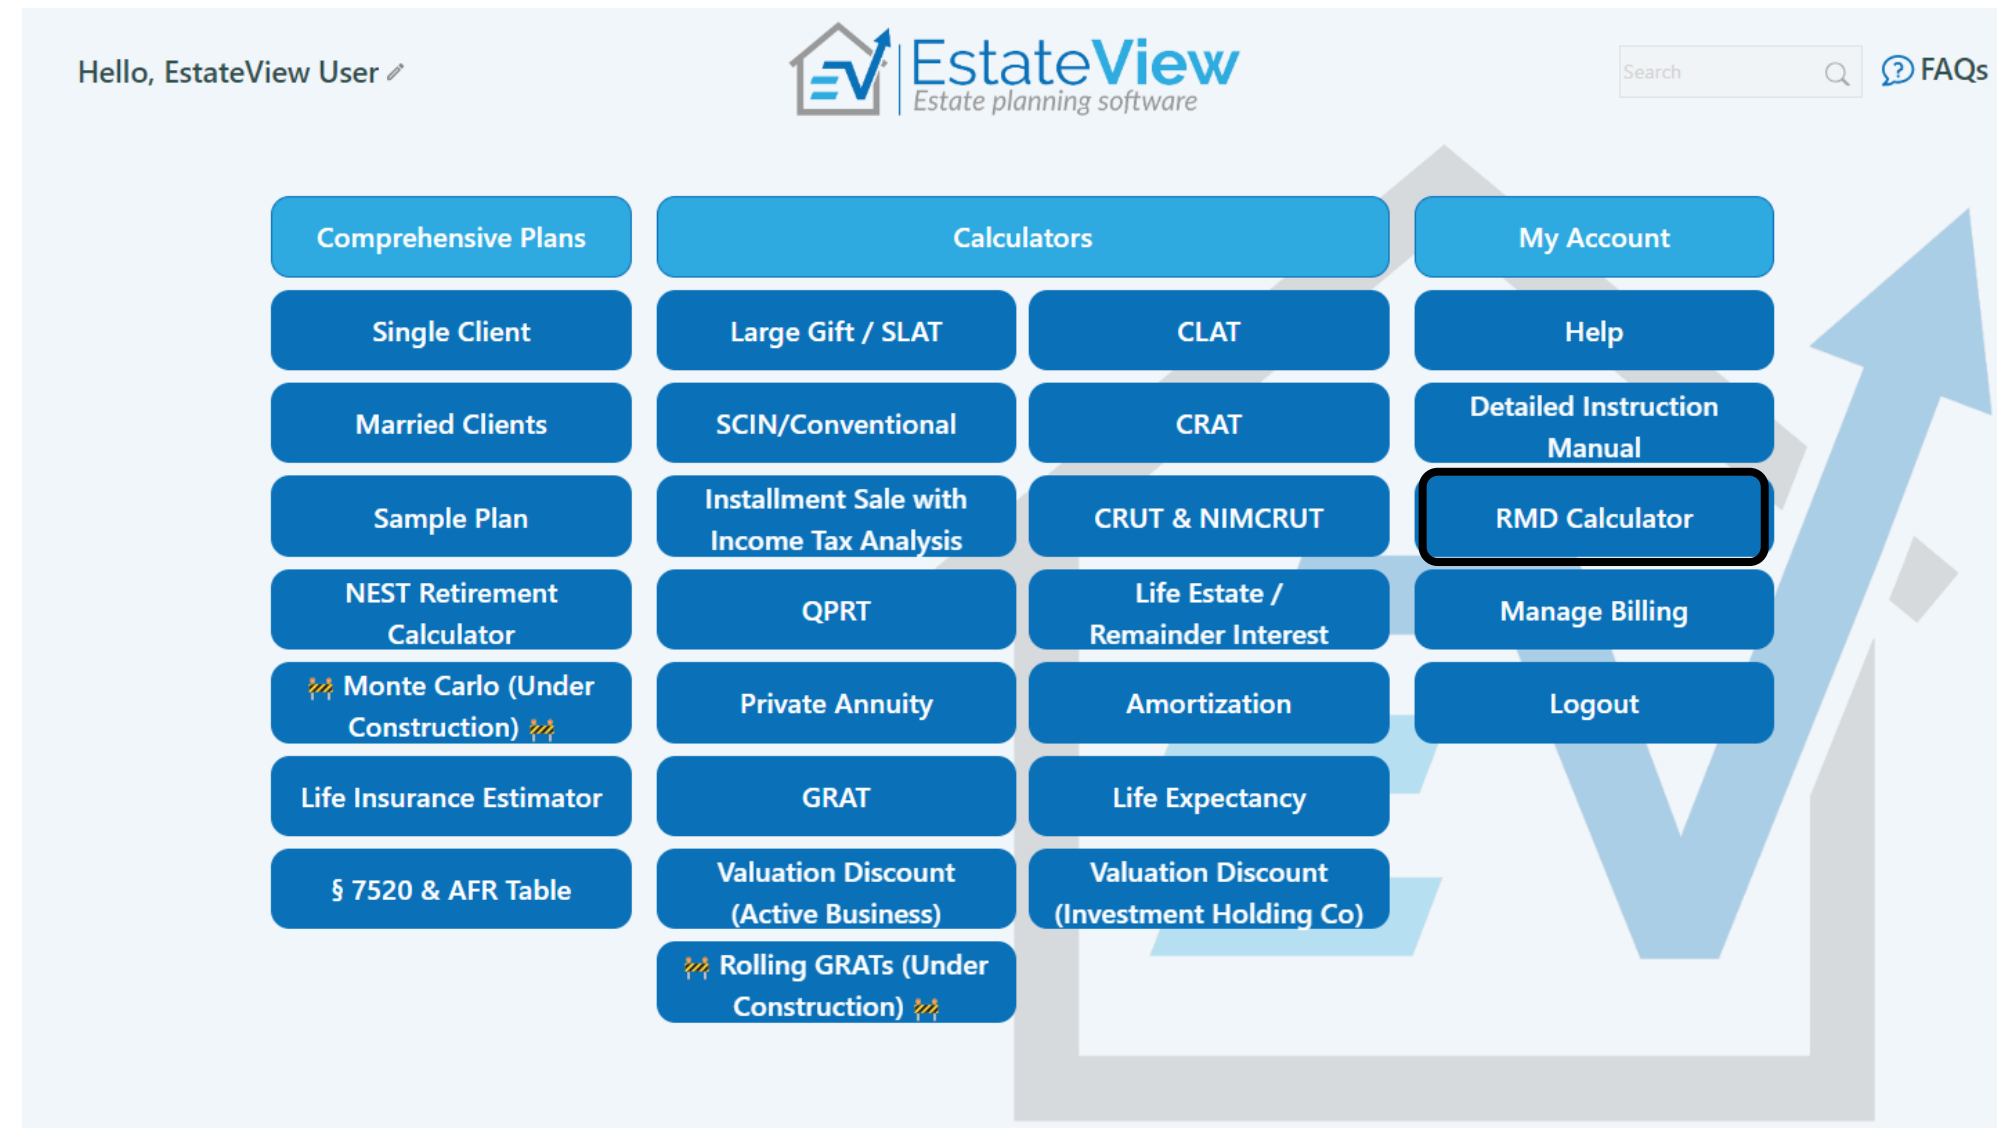 Hello, EstateView User
EstateView
Estate planning software
Search
FAQs
Comprehensive Plans
Calculators
My Account
Single Client
Large Gift / SLAT
CLAT
Help
Married Clients
SCIN/Conventional
CRAT
Detailed Instruction
Manual
Sample Plan
Installment Sale with
Income Tax Analysis
CRUT & NIMCRUT
RMD Calculator
NEST Retirement
Calculator
QPRT
Life Estate /
Remainder Interest
Manage Billing
🚧 Monte Carlo (Under
Construction) 🚧
Private Annuity
Amortization
Logout
Life Insurance Estimator
GRAT
Life Expectancy
§ 7520 & AFR Table
Valuation Discount
(Active Business)
Valuation Discount
(Investment Holding Co)
🚧 Rolling GRATs (Under
Construction) 🚧